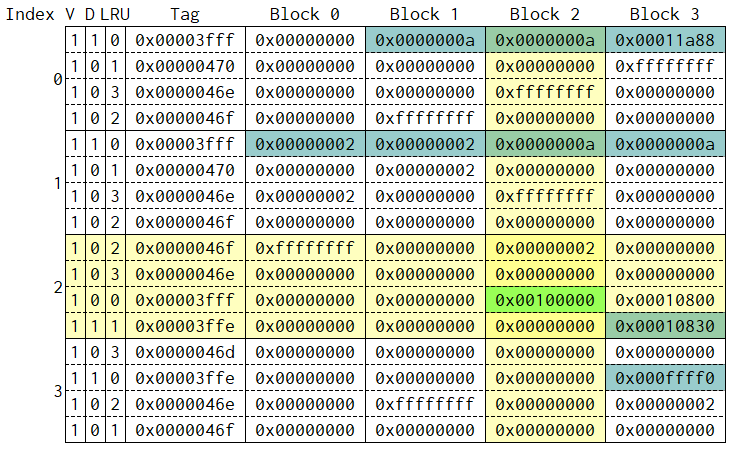 Index V D LRU Tag Block 0 Block 1 Block 2 Block 3
0
1 1 0 0x00003fff 0x00000000 0x0000000a 0x0000000a 0x00011a88
1 0 1 0x00000470 0x00000000 0x00000000 0x00000000 0xffffffff
1 0 3 0x0000046e 0x00000000 0x00000000 0xffffffff 0x00000000
1 0 2 0x0000046f 0x00000000 0xffffffff 0x00000000 0x00000000
1
1 1 0 0x00003fff 0x00000002 0x00000002 0x0000000a 0x0000000a
1 0 1 0x00000470 0x00000000 0x00000002 0x00000000 0x00000000
1 0 3 0x0000046e 0x00000002 0x00000000 0xffffffff 0x00000000
1 0 2 0x0000046f 0x00000000 0x00000000 0x00000000 0x00000000
2
1 0 2 0x0000046f 0xffffffff 0x00000000 0x00000002 0x00000000
1 0 3 0x0000046e 0x00000000 0x00000000 0x00000000 0x00000000
1 0 0 0x00003fff 0x00000000 0x00000000 0x00100000 0x00010800
1 1 1 0x00003ffe 0x00000000 0x00000000 0x00000000 0x00010830
3
1 0 3 0x0000046d 0x00000000 0x00000000 0x00000000 0x00000000
1 1 0 0x00003ffe 0x00000000 0x00000000 0x00000000 0x000ffff0
1 0 2 0x0000046e 0x00000000 0xffffffff 0x00000000 0x00000002
1 0 1 0x0000046f 0x00000000 0x00000000 0x00000000 0x00000000